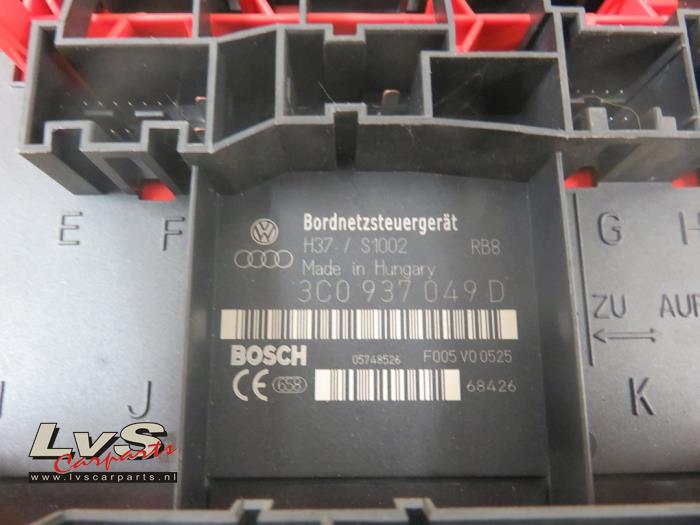 Bordnetzsteuergerät
H37 / S1002 RB8
Made in Hungary
3C0 937 049 D
BOSCH 05748526 F005 V0 0525
CE 658 68426
E F G H
ZU AUF
J K
LvS
Carparts
www.lvscarparts.nl